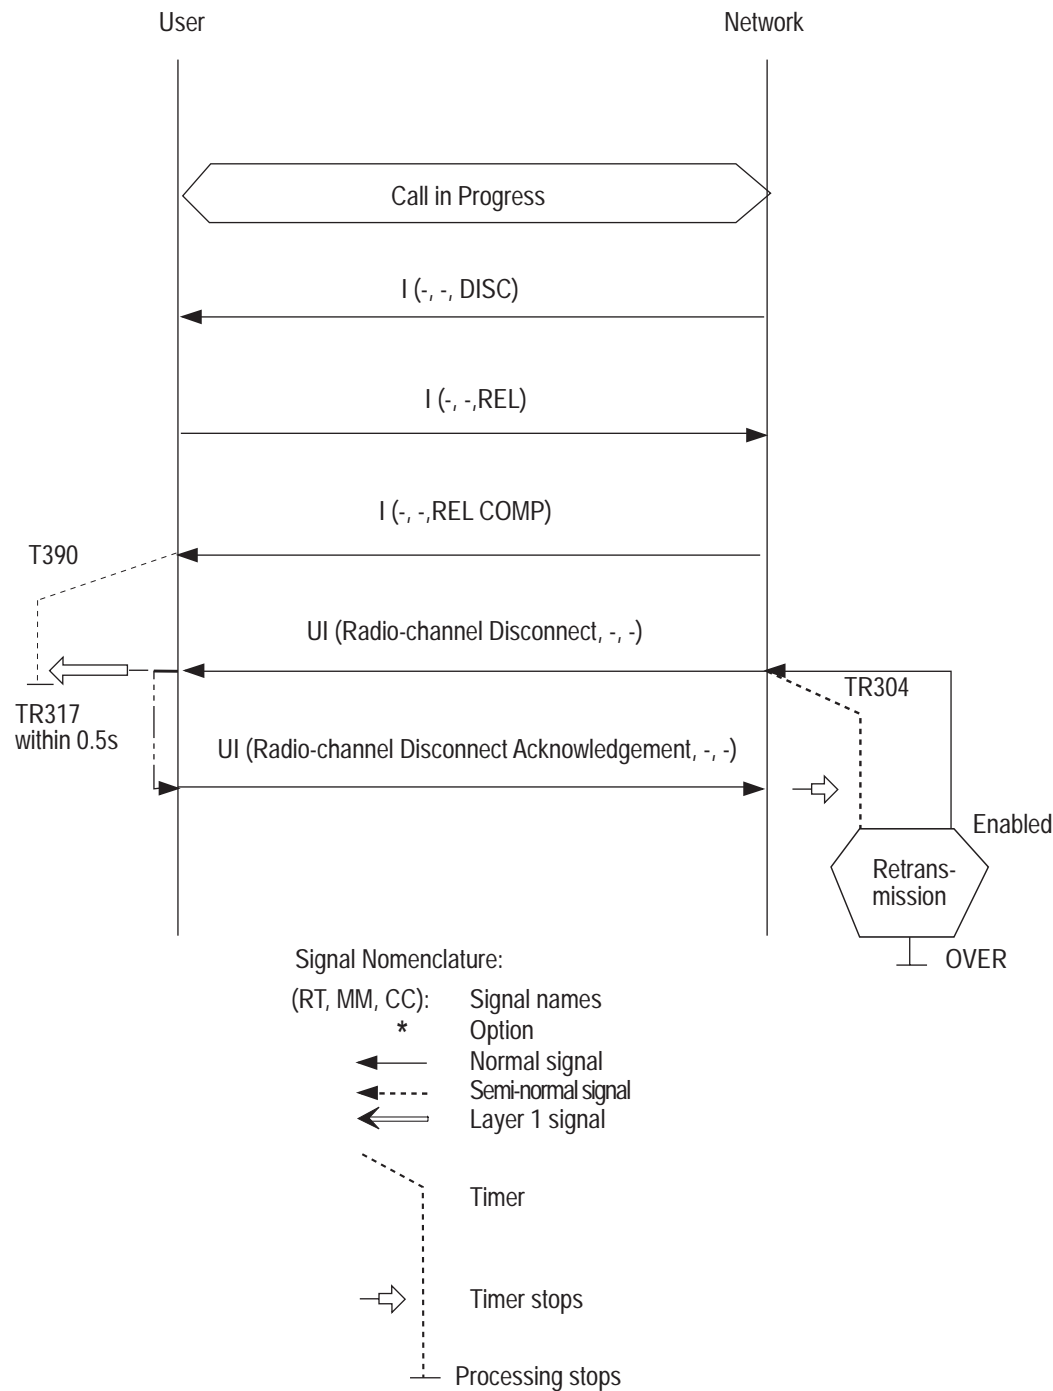 User
Network
Call in Progress
I (-, -, DISC)
I (-, -,REL)
I (-, -,REL COMP)
T390
UI (Radio-channel Disconnect, -, -)
TR304
TR317
within 0.5s
UI (Radio-channel Disconnect Acknowledgement, -, -)
Enabled
Retrans-
mission
OVER
Signal Nomenclature:
(RT, MM, CC): Signal names
* Option
Normal signal
Semi-normal signal
Layer 1 signal
Timer
Timer stops
Processing stops